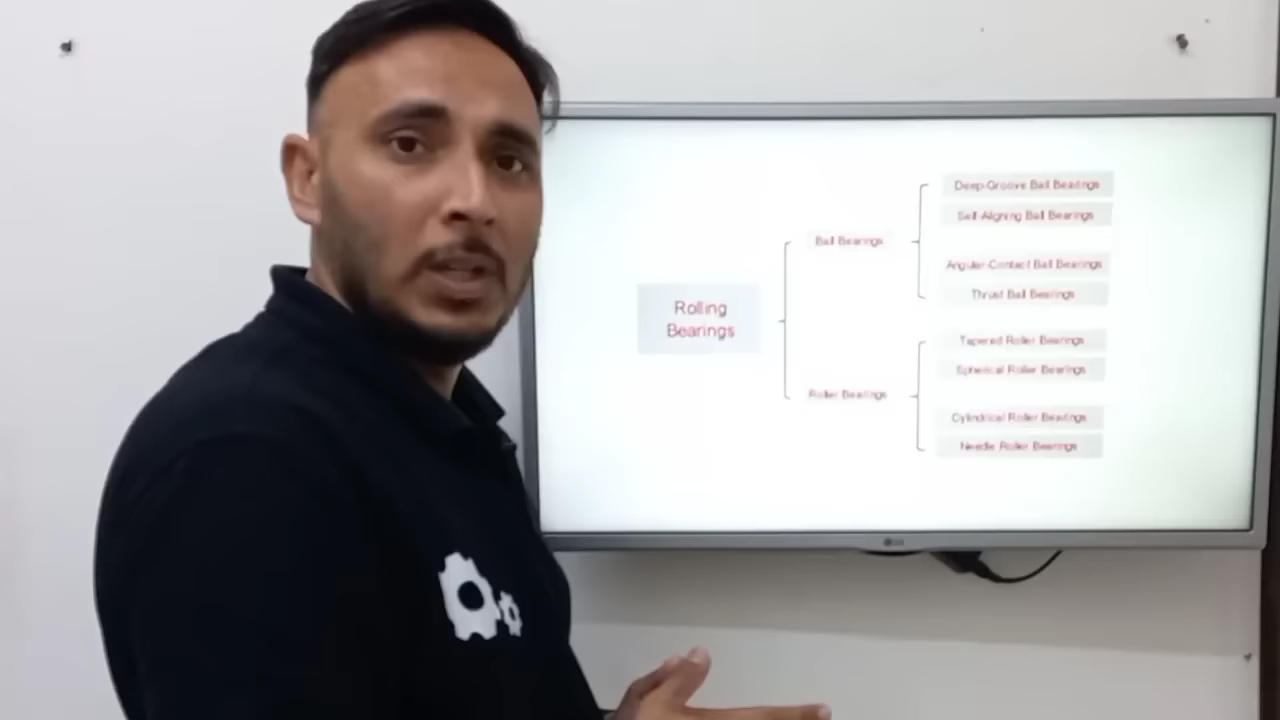 Rolling
Bearings
Ball Bearings
Deep-Groove Ball Bearings
Self-Aligning Ball Bearings
Angular-Contact Ball Bearings
Thrust Ball Bearings
Roller Bearings
Tapered Roller Bearings
Spherical Roller Bearings
Cylindrical Roller Bearings
Needle Roller Bearings
LG